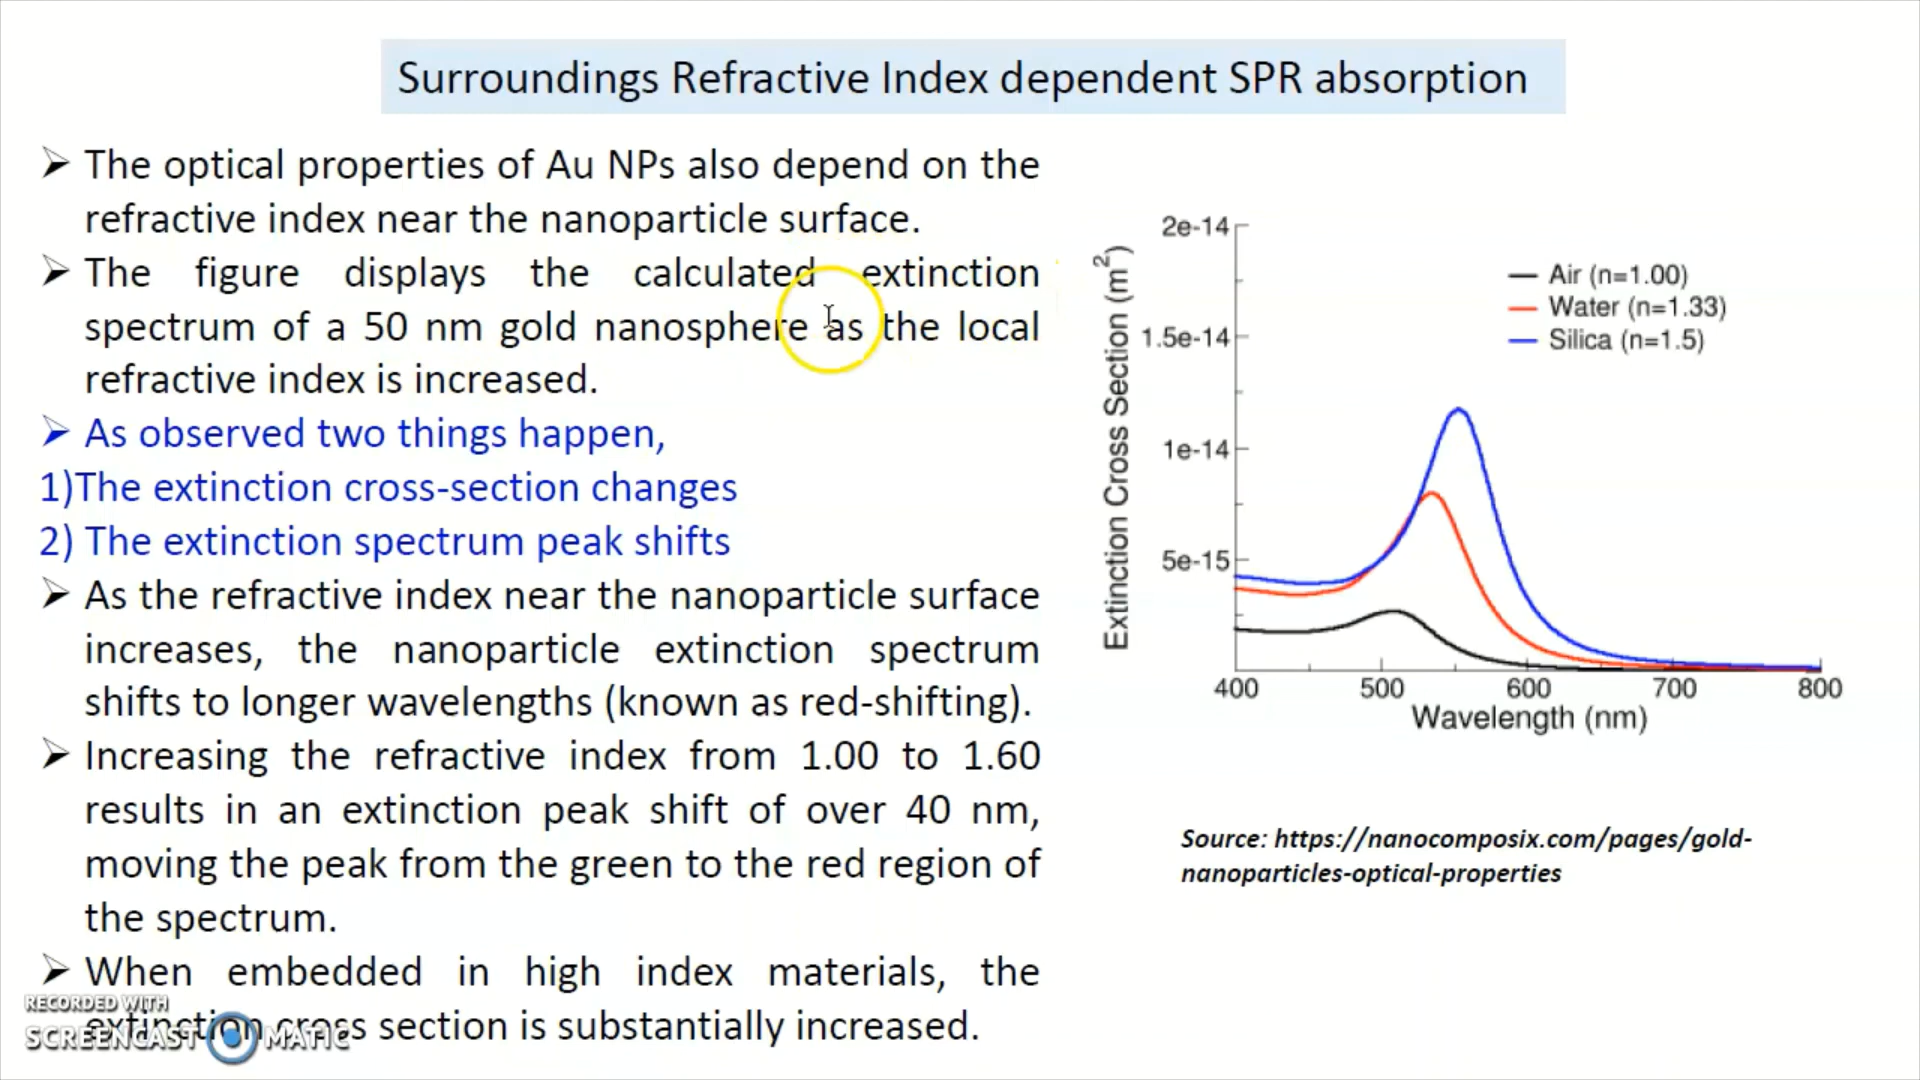 Surroundings Refractive Index dependent SPR absorption
➢ The optical properties of Au NPs also depend on the
refractive index near the nanoparticle surface.
➢ The figure displays the calculated extinction
spectrum of a 50 nm gold nanosphere as the local
refractive index is increased.
➢ As observed two things happen,
1)The extinction cross-section changes
2) The extinction spectrum peak shifts
➢ As the refractive index near the nanoparticle surface
increases, the nanoparticle extinction spectrum
shifts to longer wavelengths (known as red-shifting).
➢ Increasing the refractive index from 1.00 to 1.60
results in an extinction peak shift of over 40 nm,
moving the peak from the green to the red region of
the spectrum.
➢ When embedded in high index materials, the
extinction cross section is substantially increased.
RECORDED WITH
SCREENCAST MATIC
Extinction Cross Section (m²)
2e-14
1.5e-14
1e-14
5e-15
Air (n=1.00)
Water (n=1.33)
Silica (n=1.5)
400 500 600 700 800
Wavelength (nm)
Source: https://nanocomposix.com/pages/gold-
nanoparticles-optical-properties